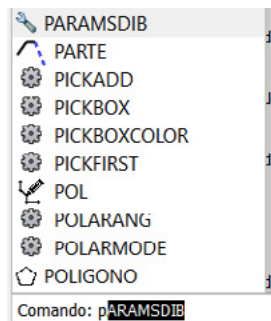 PARAMSDIB
PARTE
PICKADD
PICKBOX
PICKBOXCOLOR
PICKFIRST
POL
POLARANG
POLARMODE
POLIGONO
Comando: pARAMSDIB